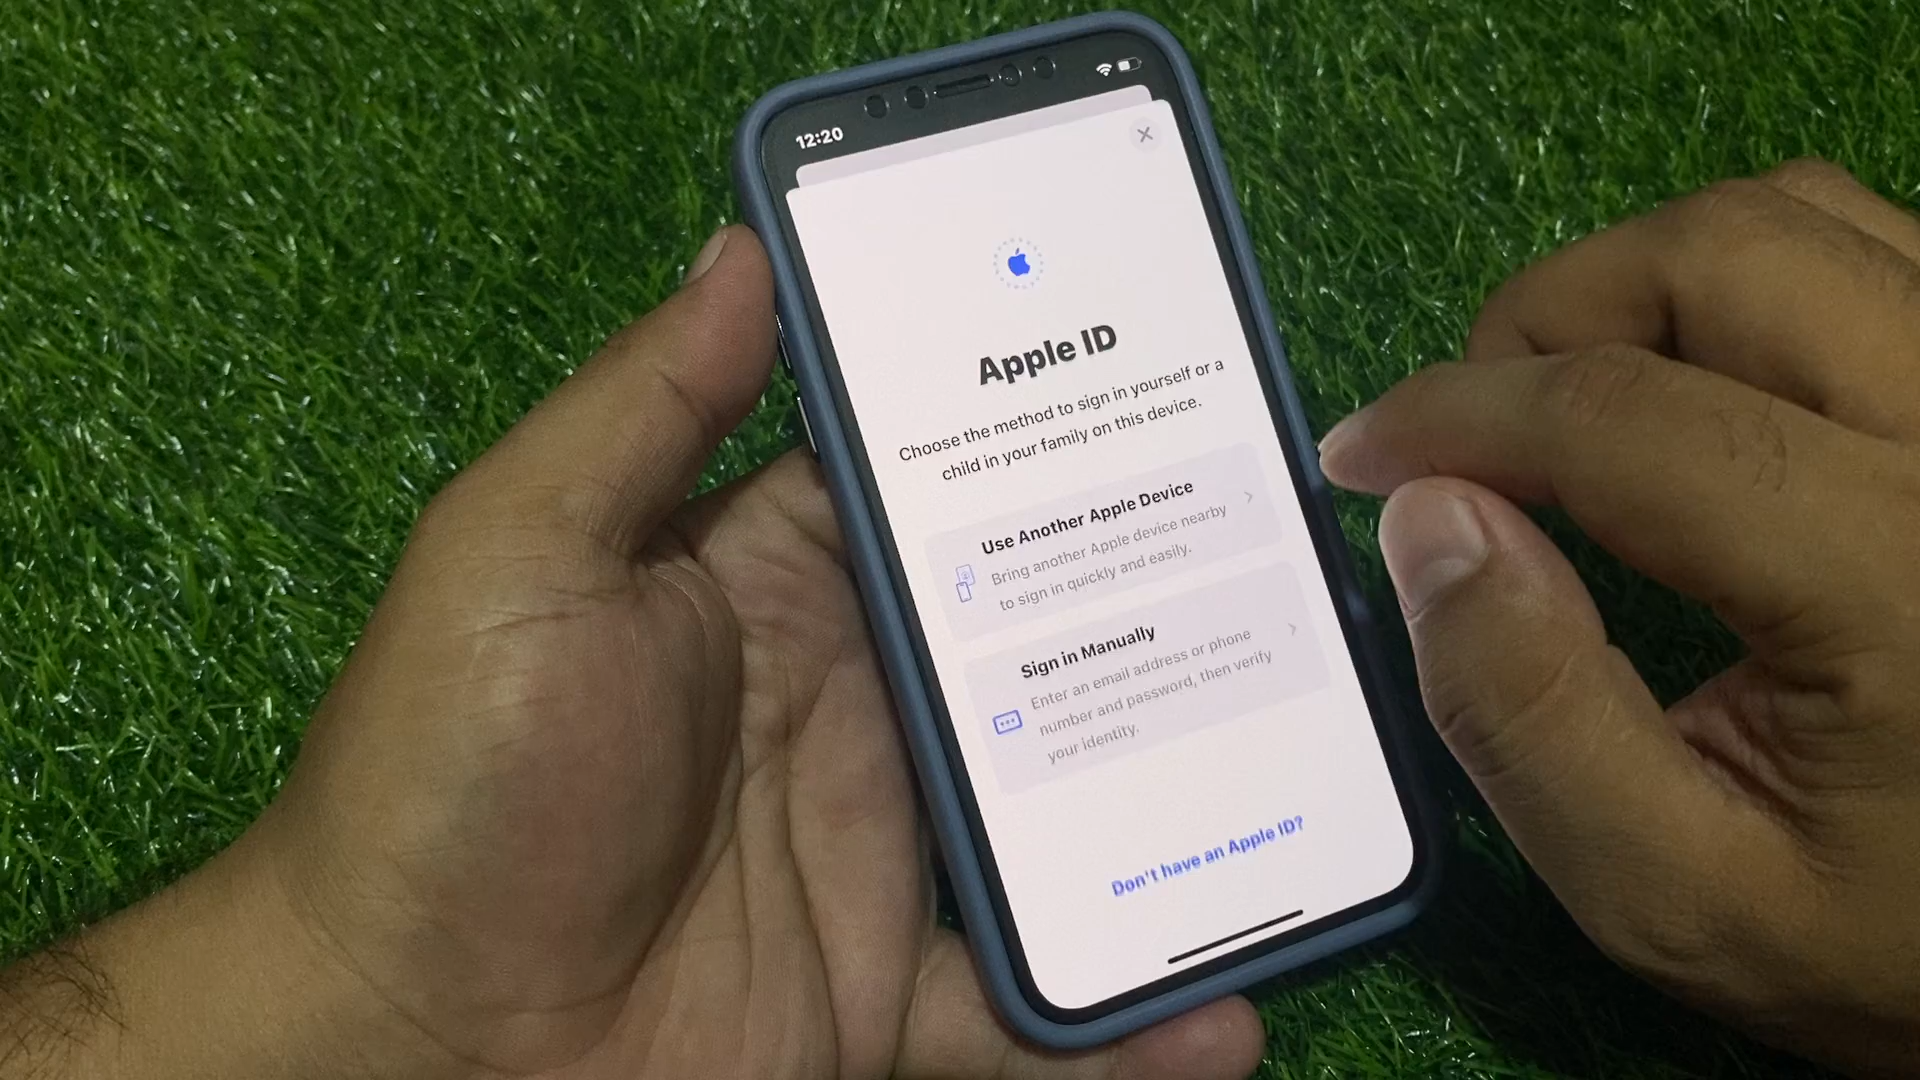 12:20
Apple ID
Choose the method to sign in yourself or a
child in your family on this device.
Use Another Apple Device
Bring another Apple device nearby
to sign in quickly and easily.
Sign in Manually
Enter an email address or phone
number and password, then verify
your identity.
Don't have an Apple ID?